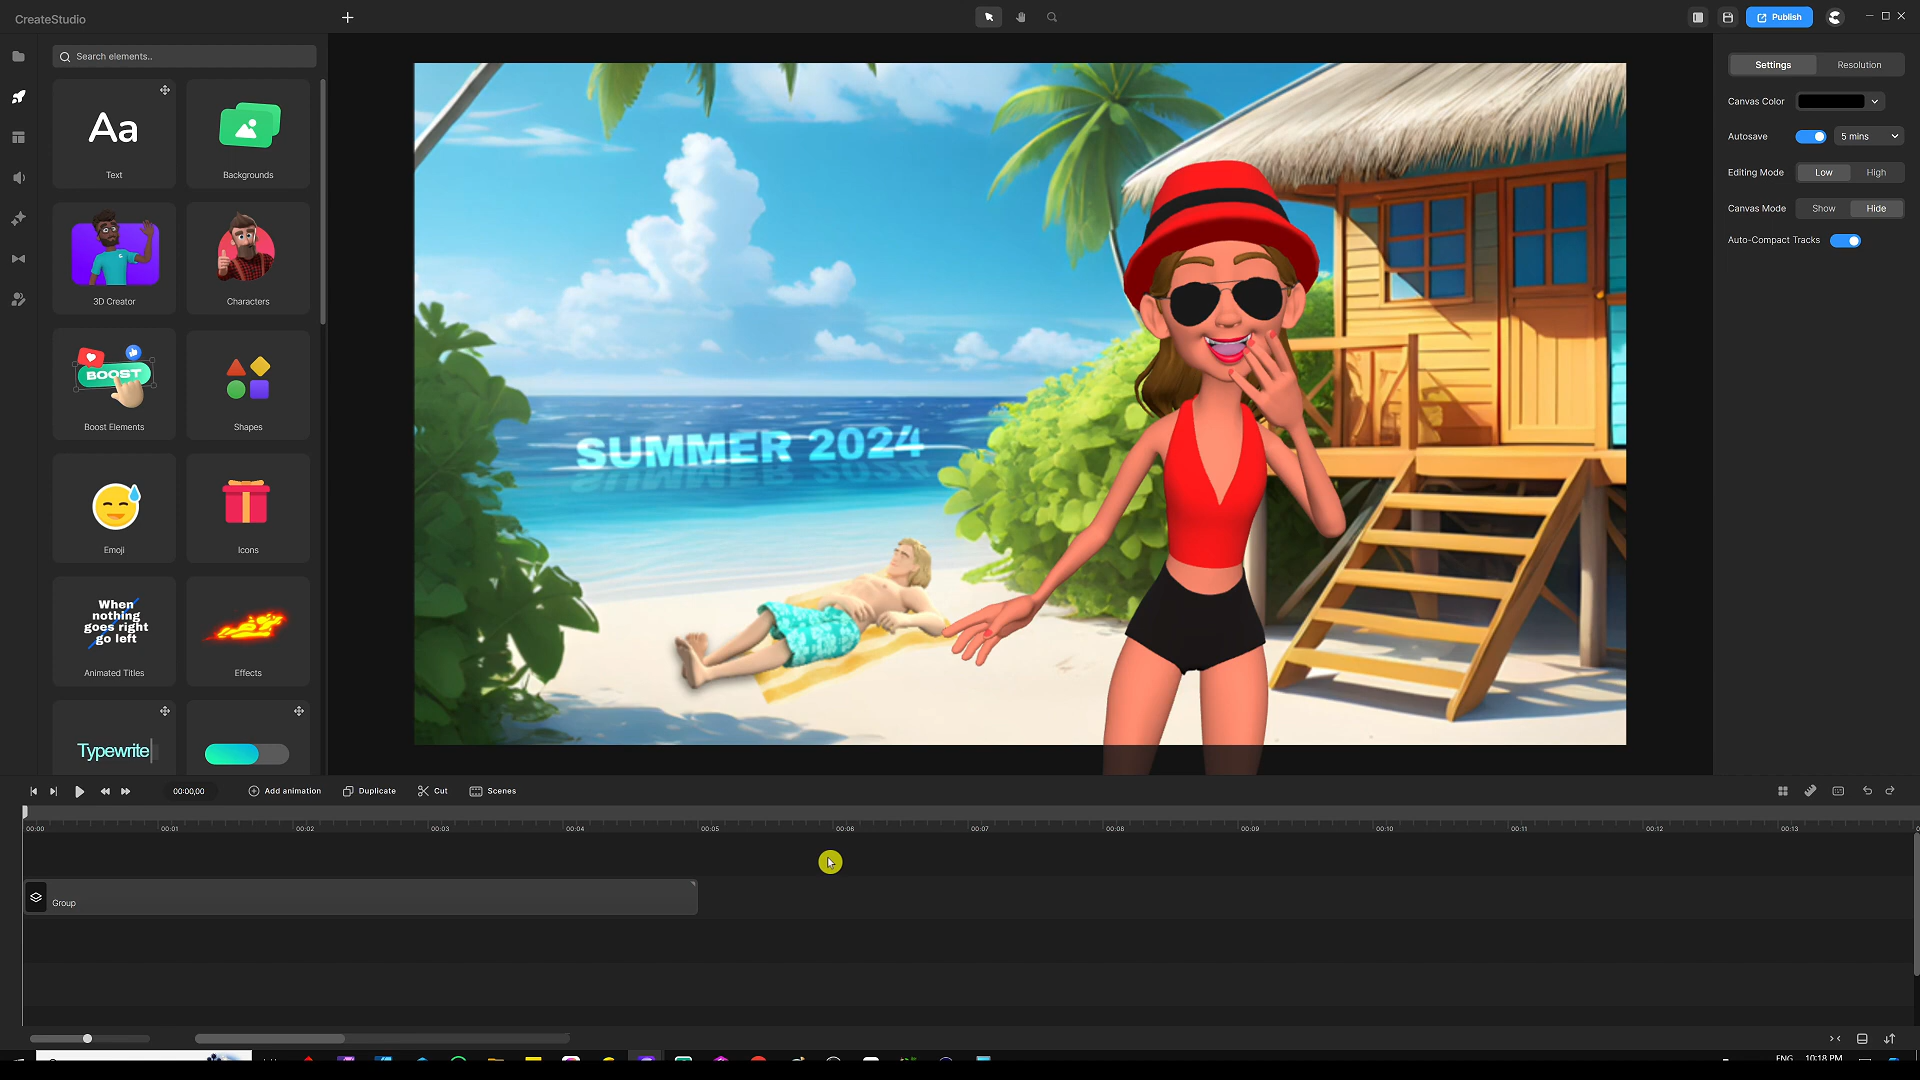 CreateStudio
Publish
Search elements..
Settings
Resolution
Aa
Text
Backgrounds
Canvas Color
Autosave
5 mins
Editing Mode
Low
High
Canvas Mode
Show
Hide
Auto-Compact Tracks
3D Creator
Characters
BOOST
Boost Elements
Shapes
SUMMER 2024
Emoji
Icons
When
nothing
goes right
go left
Animated Titles
Effects
Typewrite
00:00,00
Add animation
Duplicate
Cut
Scenes
00:00
00:01
00:02
00:03
00:04
00:05
00:06
00:07
00:08
00:09
00:10
00:11
00:12
00:13
Group
ENG
10:18 PM